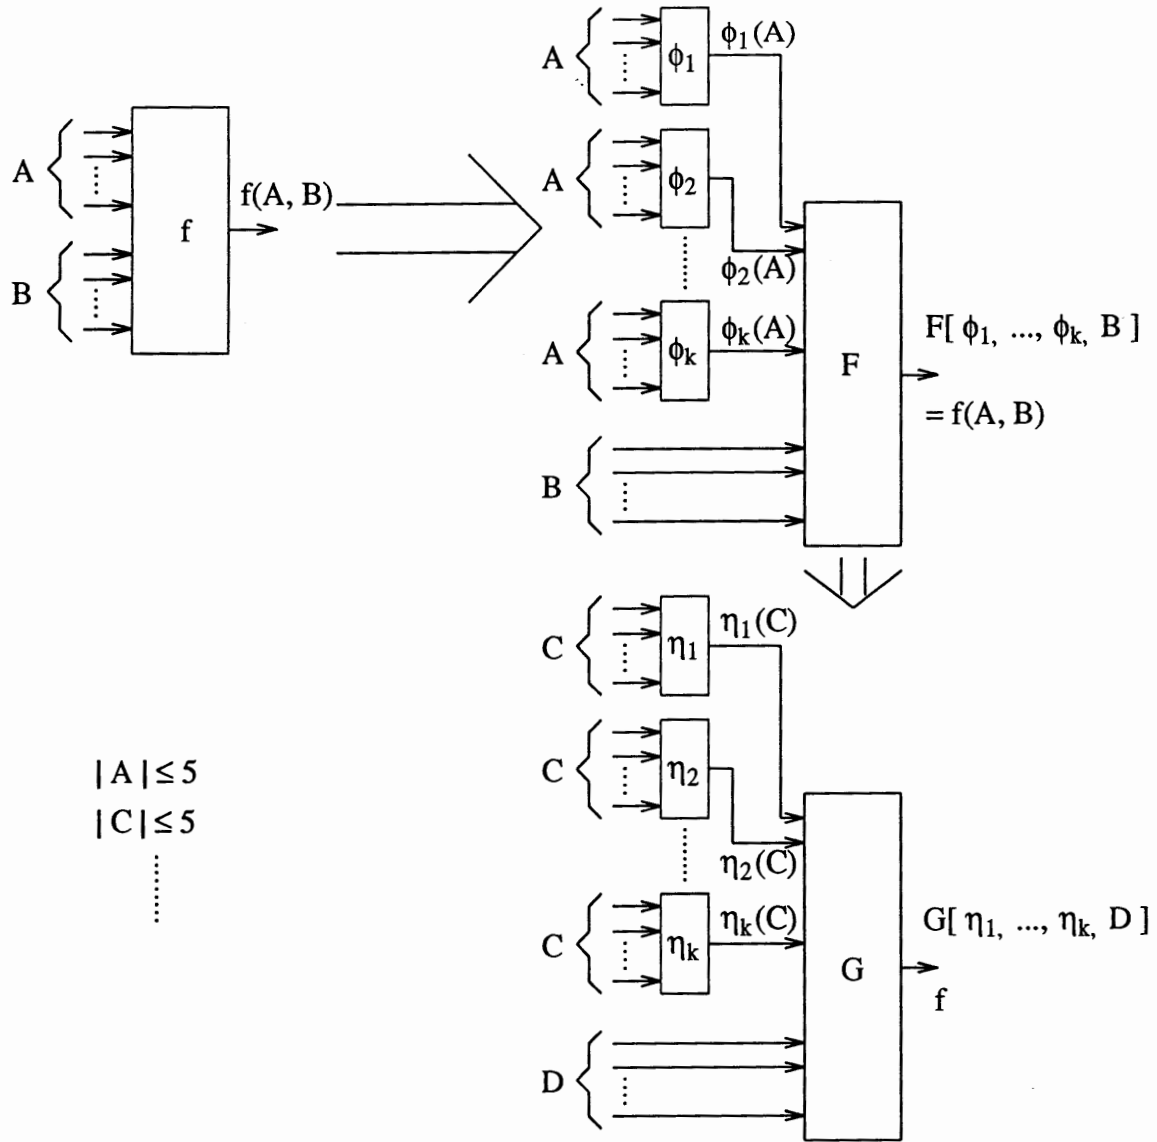 A
B
f
f(A, B)
A
ϕ1
ϕ1(A)
A
ϕ2
ϕ2(A)
A
ϕk
ϕk(A)
B
F
F[ ϕ1, ..., ϕk, B ]
= f(A, B)
C
η1
η1(C)
C
η2
η2(C)
C
ηk
ηk(C)
D
G
G[ η1, ..., ηk, D ]
f
| A | ≤ 5
| C | ≤ 5